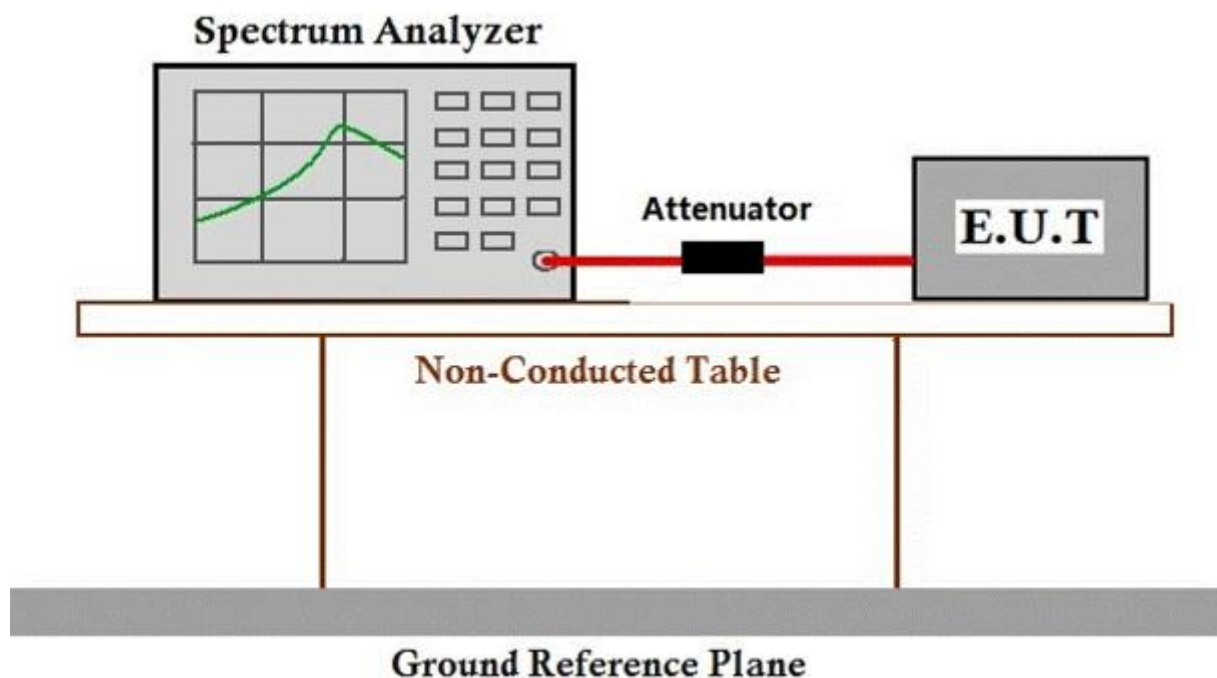 Spectrum Analyzer
Attenuator
E.U.T
Non-Conducted Table
Ground Reference Plane